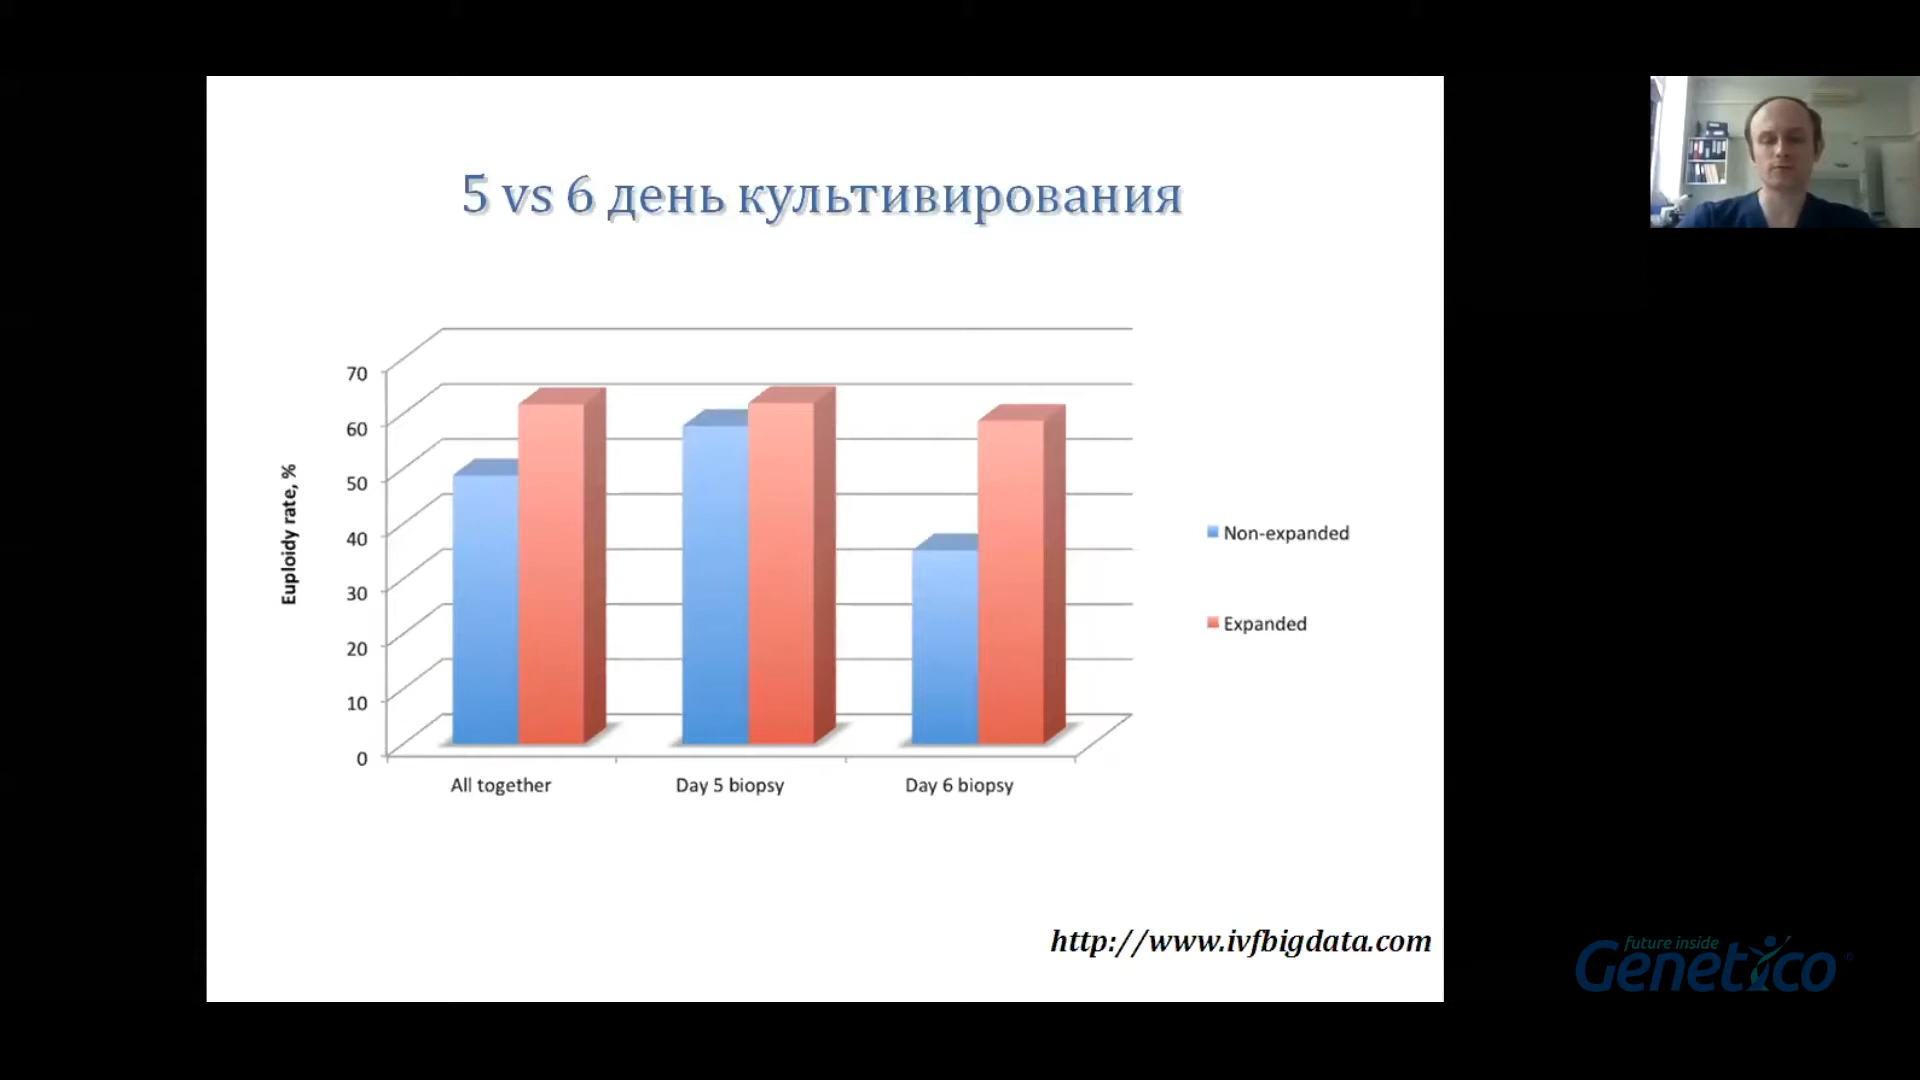 5 vs 6 день культивирования
70
60
50
40
30
20
10
0
Euploidy rate, %
All together
Day 5 biopsy
Day 6 biopsy
Non-expanded
Expanded
http://www.ivfbigdata.com
future inside
Genetico